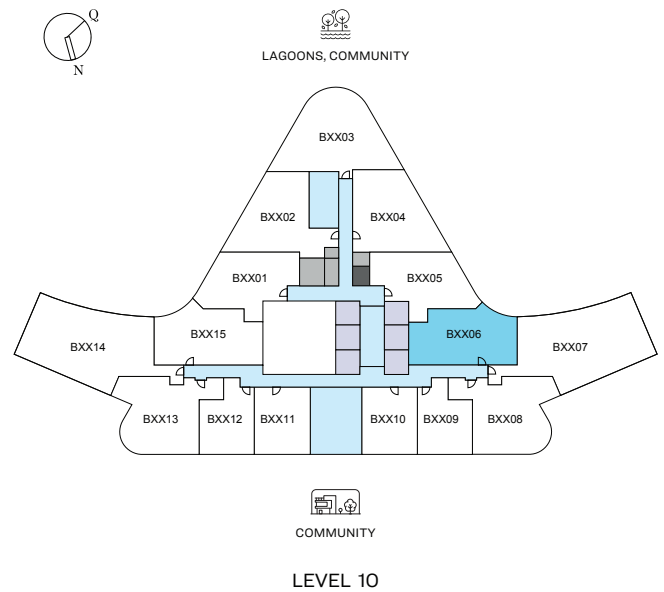 Q
N
LAGOONS, COMMUNITY
BXX03
BXX02
BXX04
BXX01
BXX05
BXX15
BXX06
BXX14
BXX07
BXX13
BXX12
BXX11
BXX10
BXX09
BXX08
COMMUNITY
LEVEL 10